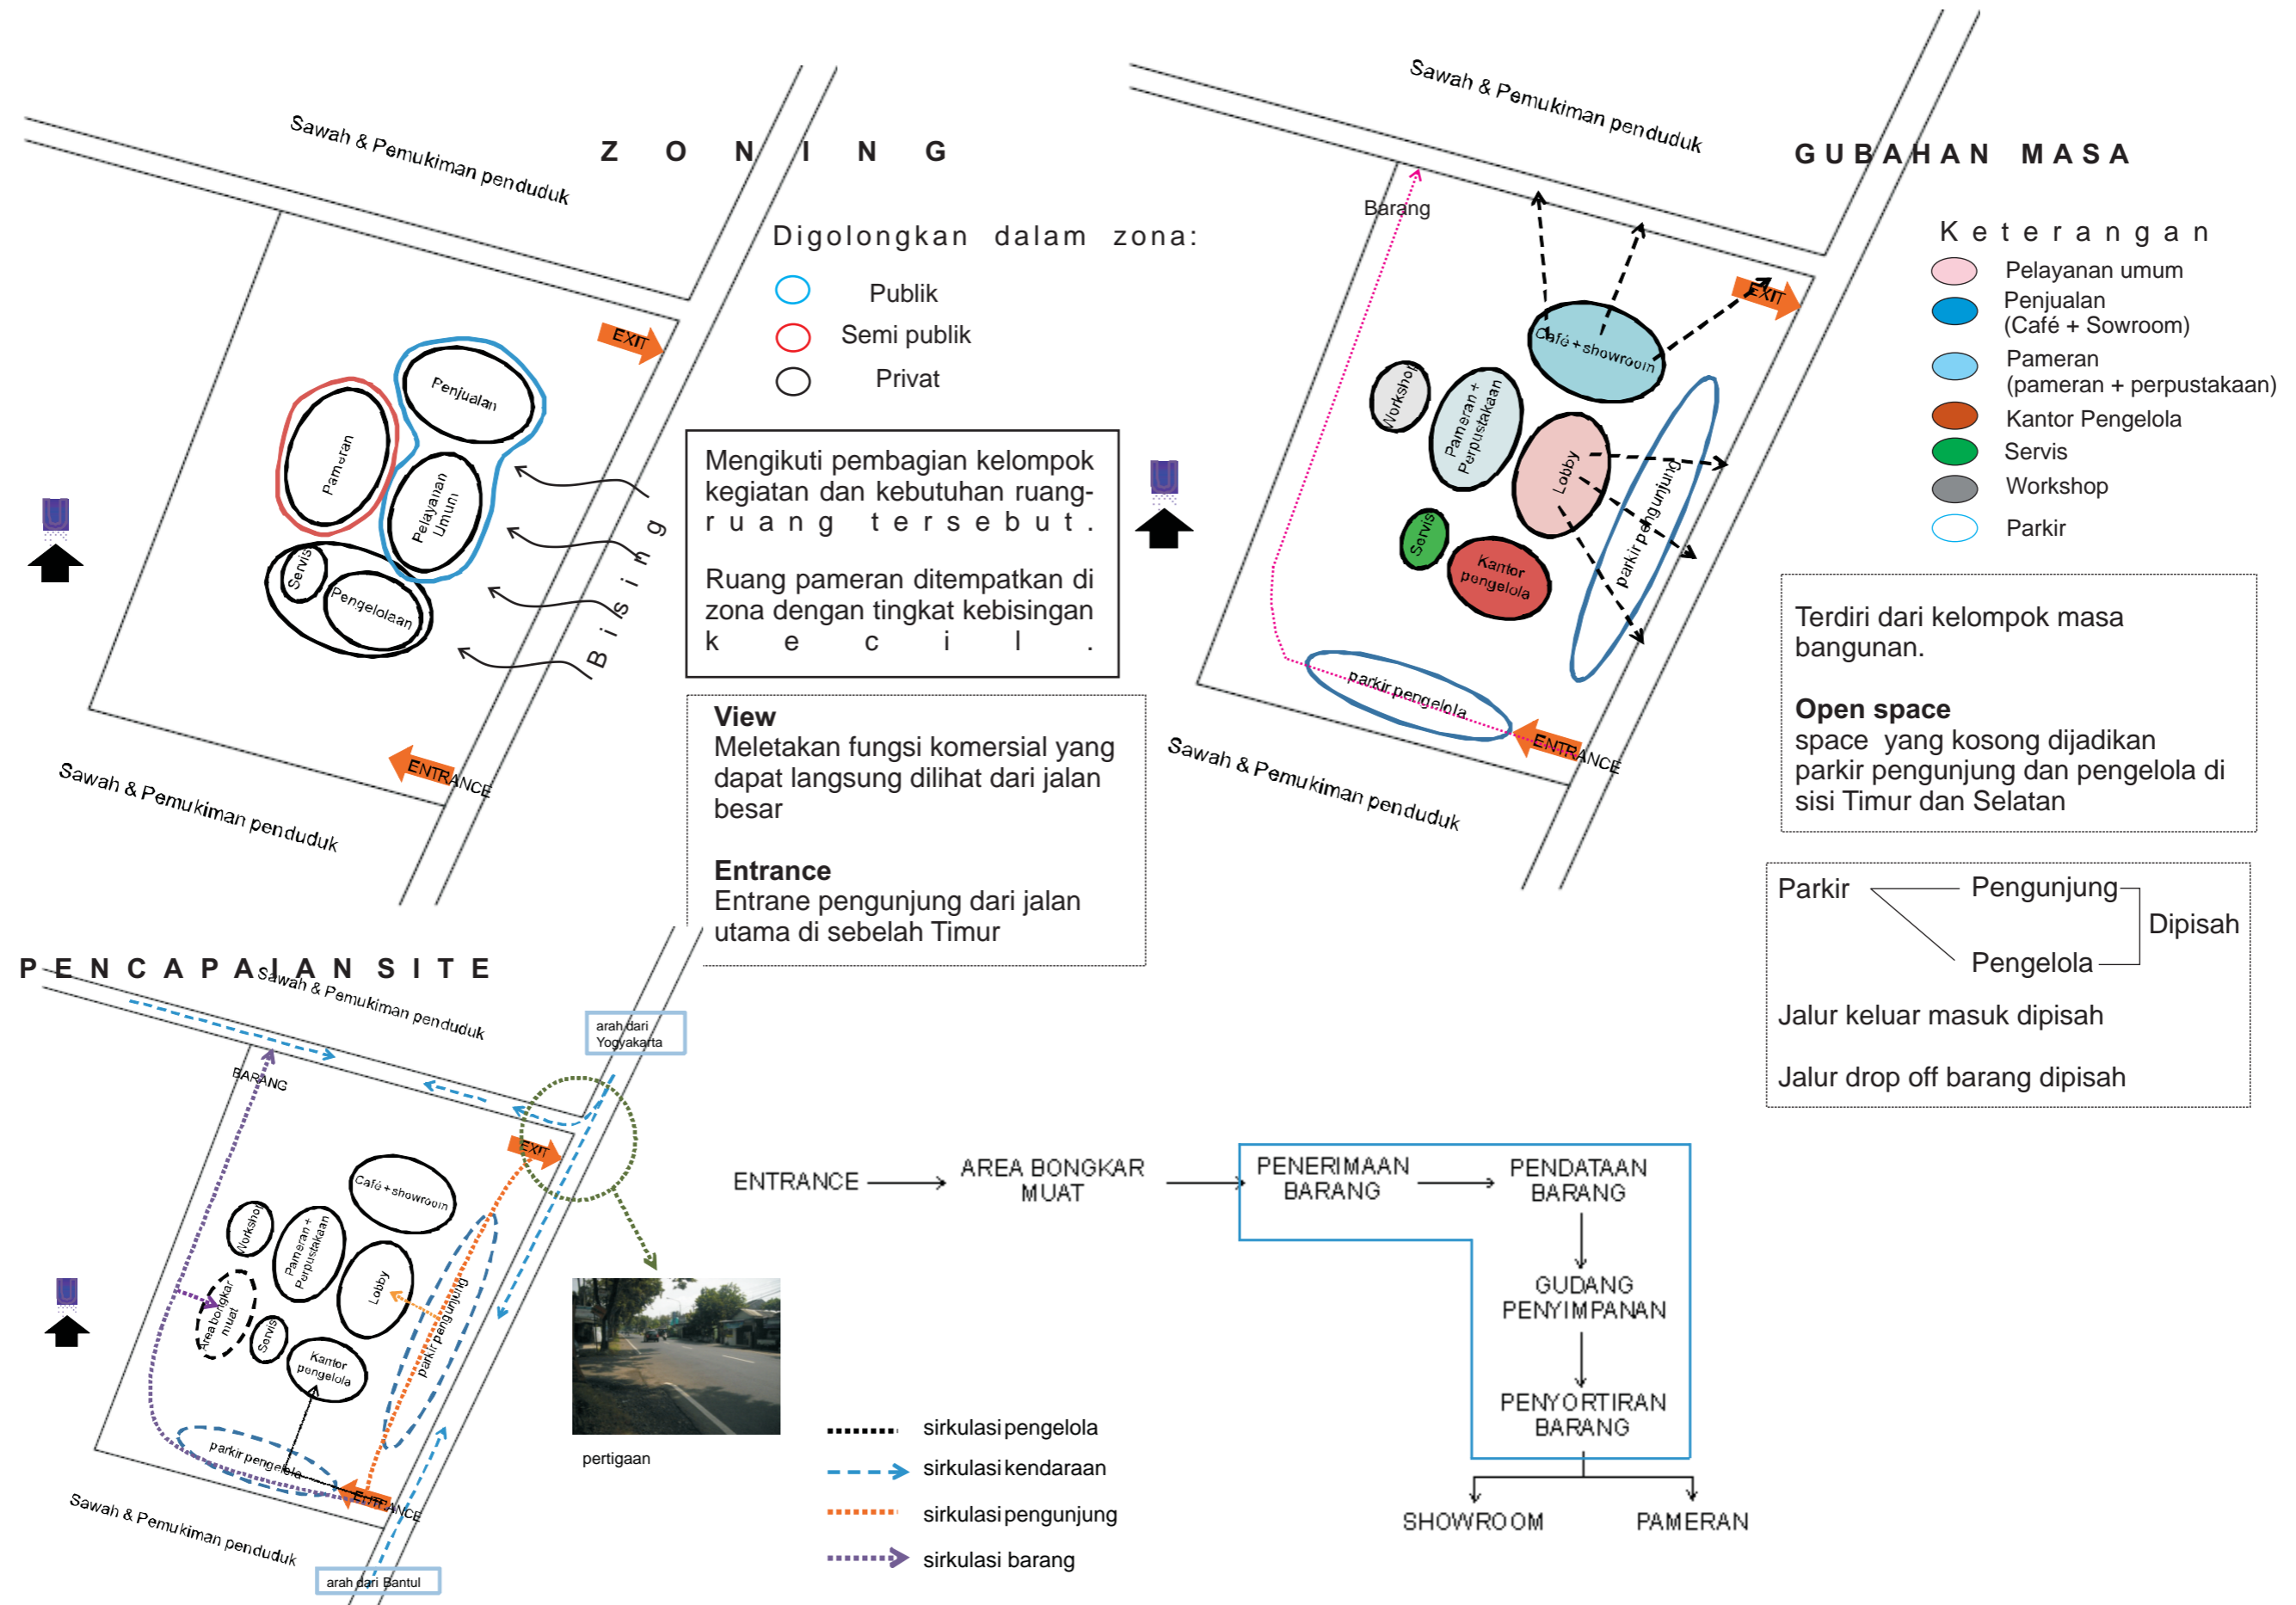 Z O N I N G
Sawah & Pemukiman penduduk
Digolongkan dalam zona:
Publik
Semi publik
Privat
EXIT
Penjualan
Pameran
Pelayanan
Umum
Servis
Pengelolaan
Bising
ENTRANCE
Sawah & Pemukiman penduduk
Mengikuti pembagian kelompok
kegiatan dan kebutuhan ruang-
ruang tersebut.
Ruang pameran ditempatkan di
zona dengan tingkat kebisingan
kecil.
View
Meletakan fungsi komersial yang
dapat langsung dilihat dari jalan
besar
Entrance
Entrane pengunjung dari jalan
utama di sebelah Timur
GUBAHAN MASA
Sawah & Pemukiman penduduk
Barang
EXIT
Café + showroom
Workshop
Pameran +
Perpustakaan
Lobby
Servis
Kantor
pengelola
parkir pengunjung
parkir pengelola
ENTRANCE
Sawah & Pemukiman penduduk
Keterangan
Pelayanan umum
Penjualan
(Café + Sowroom)
Pameran
(pameran + perpustakaan)
Kantor Pengelola
Servis
Workshop
Parkir
Terdiri dari kelompok masa
bangunan.
Open space
space yang kosong dijadikan
parkir pengunjung dan pengelola di
sisi Timur dan Selatan
Parkir
Pengunjung
Dipisah
Pengelola
Jalur keluar masuk dipisah
Jalur drop off barang dipisah
PENCAPAIAN SITE
Sawah & Pemukiman penduduk
arah dari
Yogyakarta
BARANG
EXIT
Café + showroom
Workshop
Pameran +
Perpustakaan
Lobby
Area bongkar
muat
Servis
Kantor
pengelola
parkir pengunjung
parkir pengelola
ENTRANCE
Sawah & Pemukiman penduduk
arah dari Bantul
pertigaan
sirkulasi pengelola
sirkulasi kendaraan
sirkulasi pengunjung
sirkulasi barang
ENTRANCE
AREA BONGKAR
MUAT
PENERIMAAN
BARANG
PENDATAAN
BARANG
GUDANG
PENYIMPANAN
PENYORTIRAN
BARANG
SHOWROOM
PAMERAN